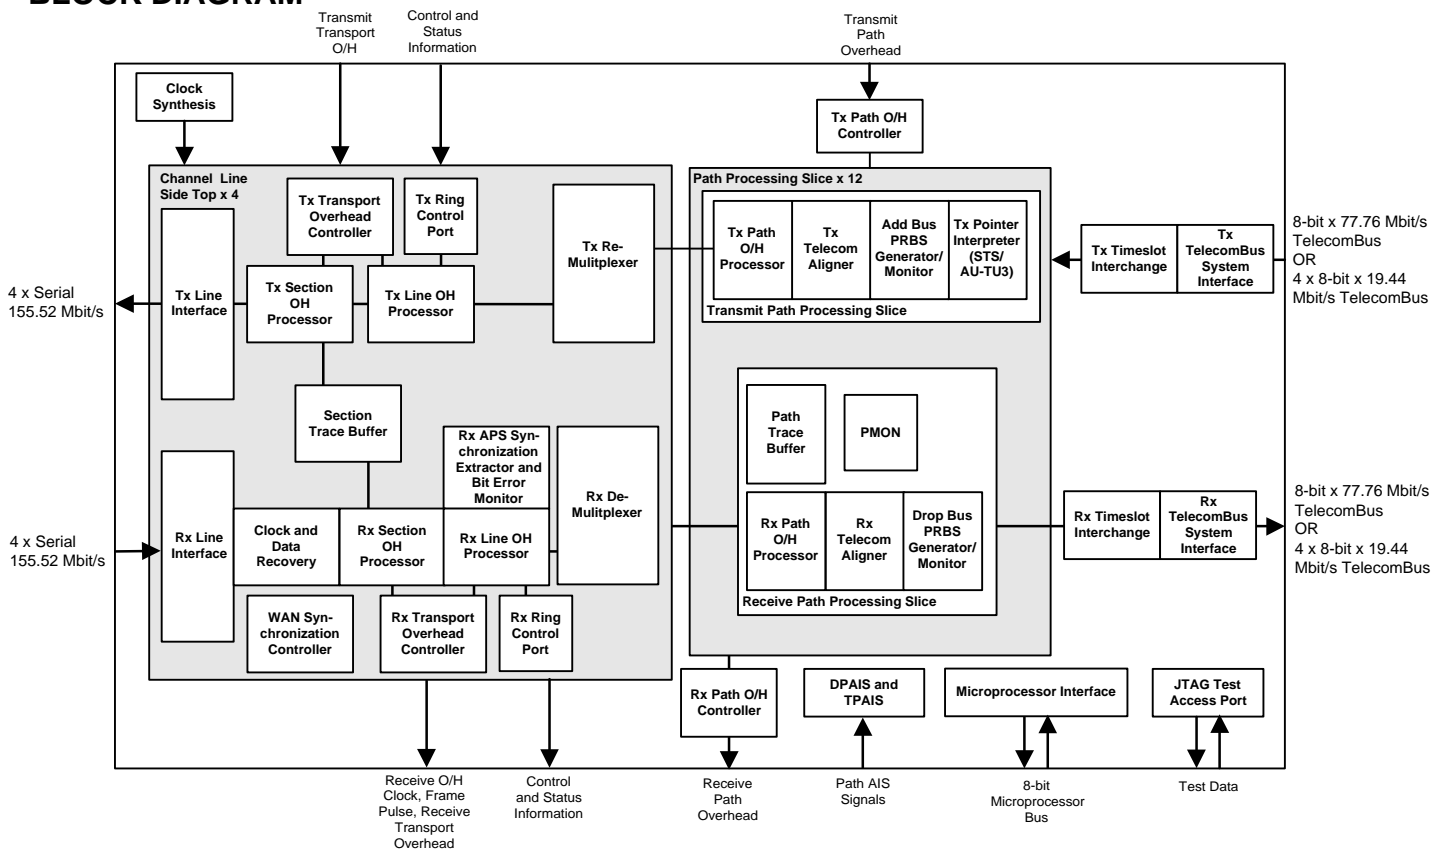 BLOCK DIAGRAM
Transmit
Transport
O/H
Control and
Status
Information
Transmit
Path
Overhead
Clock
Synthesis
Tx Path O/H
Controller
Channel Line
Side Top x 4
Tx Transport
Overhead
Controller
Tx Ring
Control
Port
Tx Line
Interface
Tx Section
OH
Processor
Tx Line OH
Processor
Tx Re-
Mulitplexer
Path Processing Slice x 12
Tx Path
O/H
Processor
Tx
Telecom
Aligner
Add Bus
PRBS
Generator/
Monitor
Tx Pointer
Interpreter
(STS/
AU-TU3)
Transmit Path Processing Slice
Tx Timeslot
Interchange
Tx
TelecomBus
System
Interface
8-bit x 77.76 Mbit/s
TelecomBus
OR
4 x 8-bit x 19.44
Mbit/s TelecomBus
4 x Serial
155.52 Mbit/s
Section
Trace Buffer
Path
Trace
Buffer
PMON
Rx APS Syn-
chronization
Extractor and
Bit Error
Monitor
Rx De-
Mulitplexer
4 x Serial
155.52 Mbit/s
Rx Line
Interface
Clock and
Data
Recovery
Rx Section
OH
Processor
Rx Line OH
Processor
Rx Path
O/H
Processor
Rx
Telecom
Aligner
Drop Bus
PRBS
Generator/
Monitor
Receive Path Processing Slice
Rx Timeslot
Interchange
Rx
TelecomBus
System
Interface
8-bit x 77.76 Mbit/s
TelecomBus
OR
4 x 8-bit x 19.44
Mbit/s TelecomBus
WAN Syn-
chronization
Controller
Rx Transport
Overhead
Controller
Rx Ring
Control
Port
Rx Path O/H
Controller
DPAIS and
TPAIS
Microprocessor Interface
JTAG Test
Access Port
Receive O/H
Clock, Frame
Pulse, Receive
Transport
Overhead
Control
and Status
Information
Receive
Path
Overhead
Path AIS
Signals
8-bit
Microprocessor
Bus
Test Data